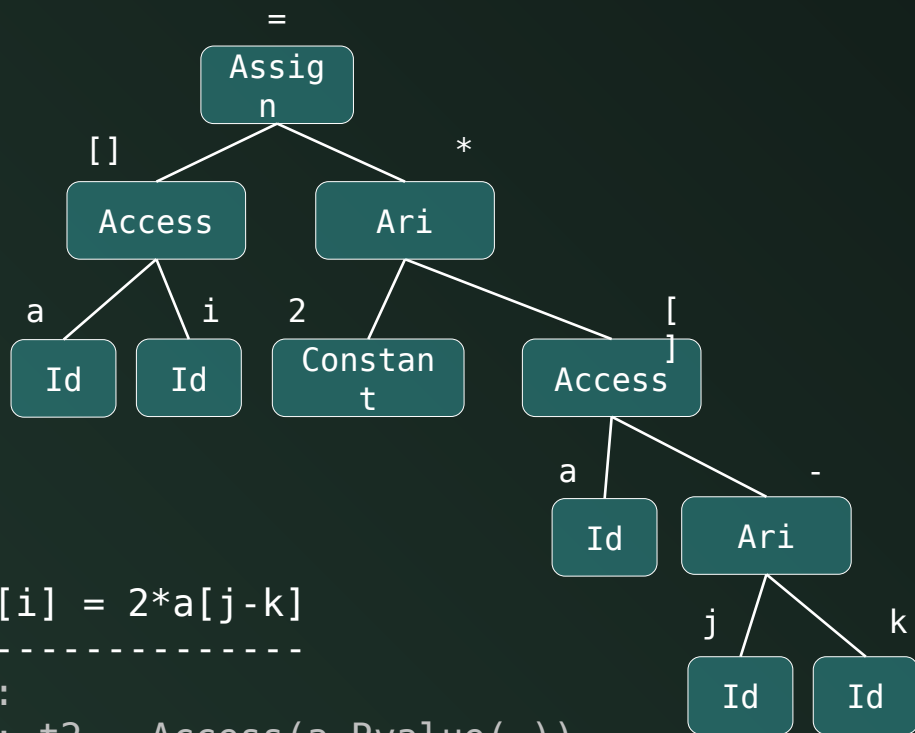 =
Assig
n
[]
*
Access
Ari
a
i
2
[
]
Id
Id
Constan
t
Access
a
-
Id
Ari
[i] = 2*a[j-k]
j
k
--------------
:
Id
Id